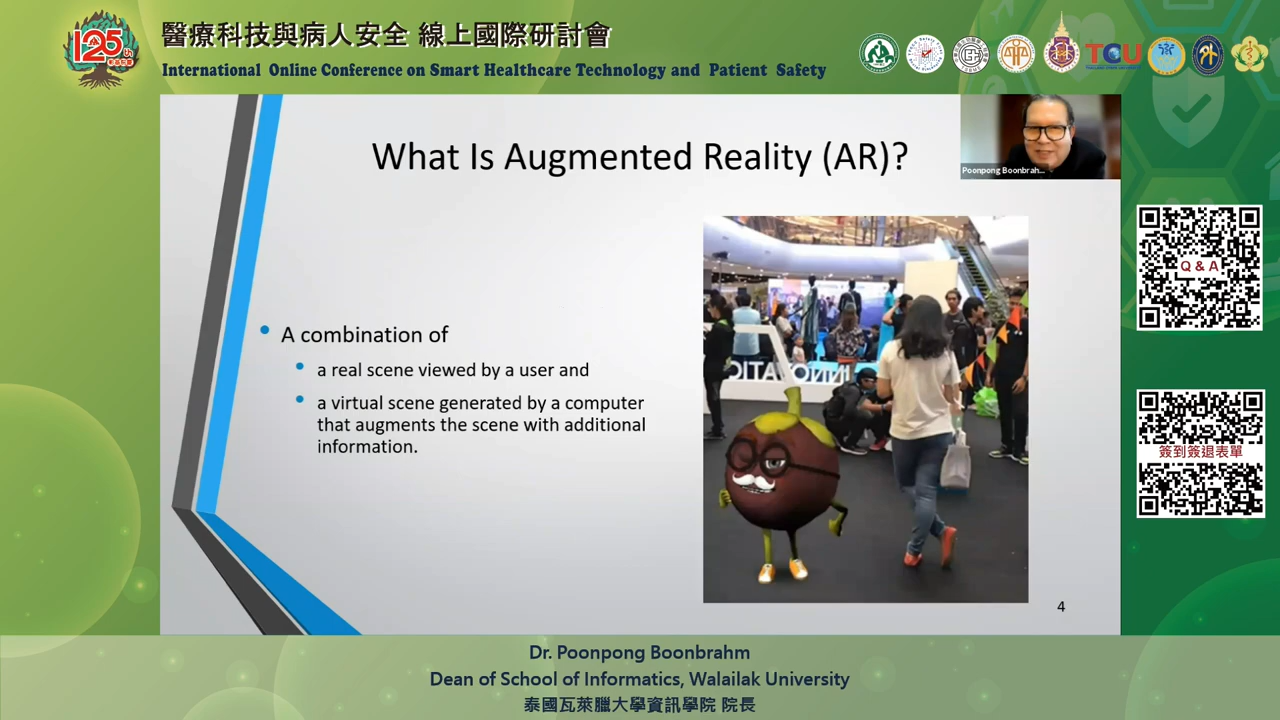 125
醫療科技與病人安全 線上國際研討會
International Online Conference on Smart Healthcare Technology and Patient Safety
TCU
What Is Augmented Reality (AR)?
Poonpong Boonbrah...
• A combination of
• a real scene viewed by a user and
• a virtual scene generated by a computer
that augments the scene with additional
information.
4
Q & A
簽到簽退表單
Dr. Poonpong Boonbrahm
Dean of School of Informatics, Walailak University
泰國瓦萊臘大學資訊學院 院長